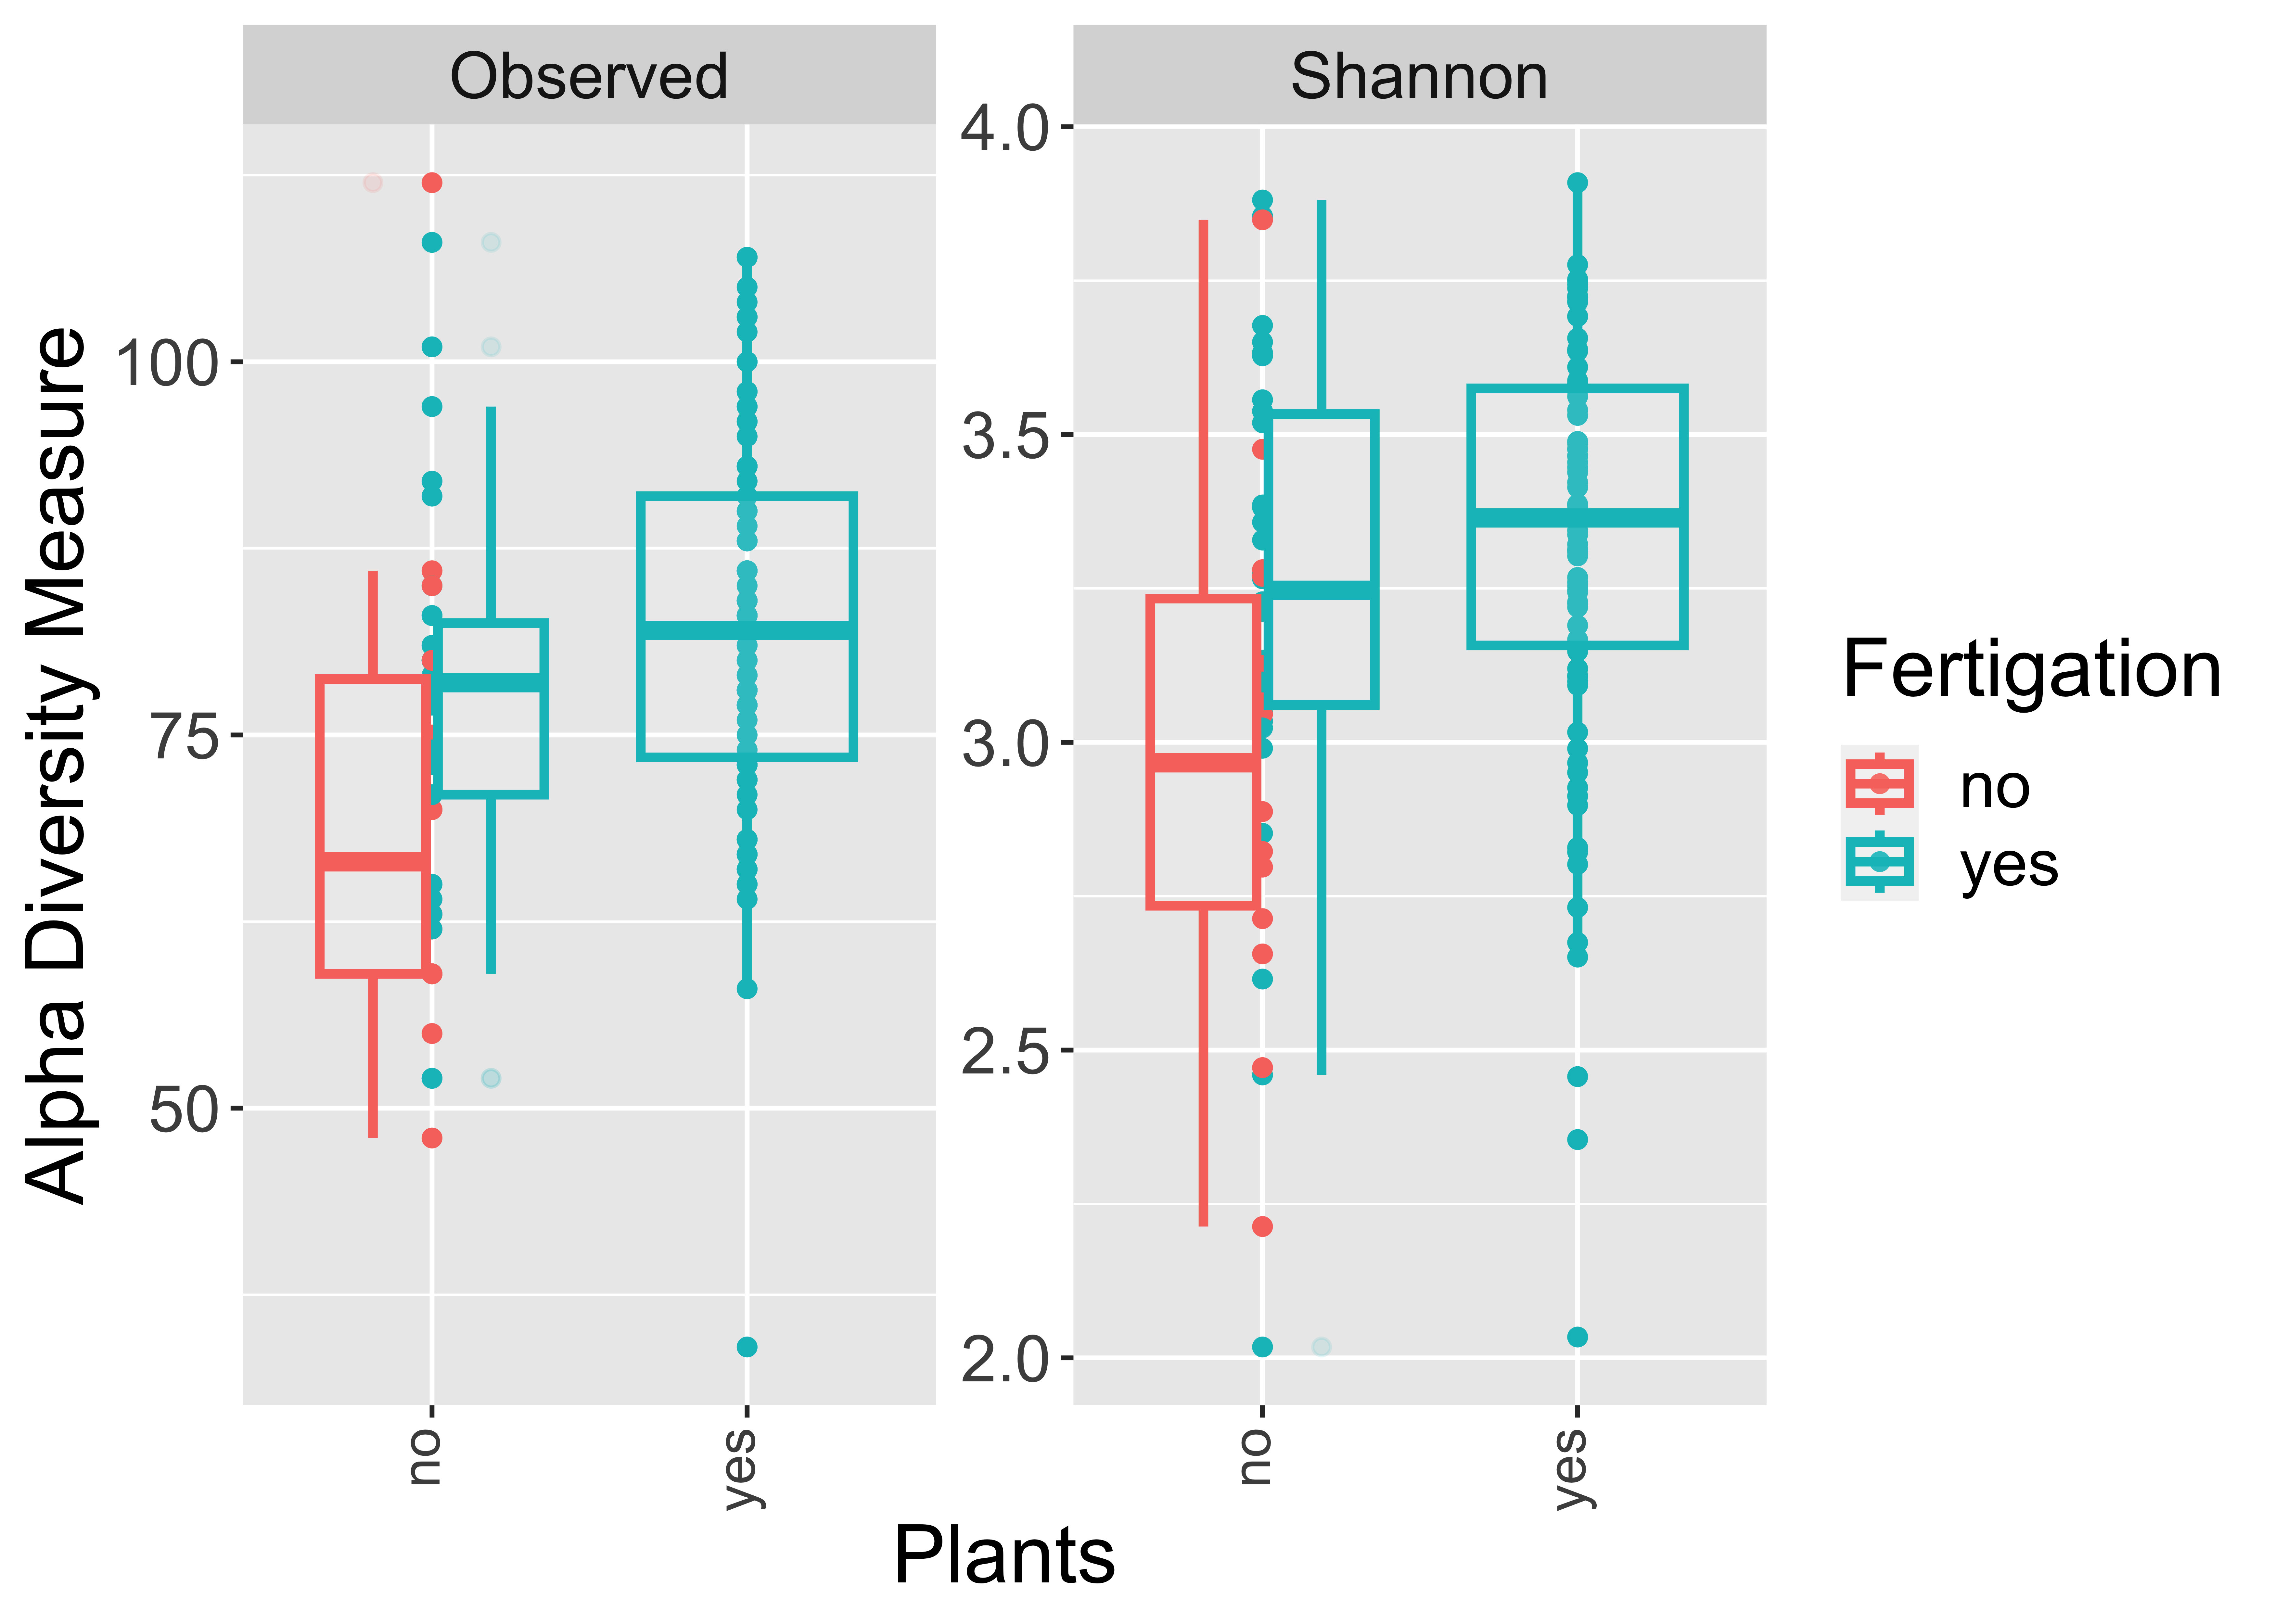 Observed
Shannon
Alpha Diversity Measure
100
75
50
4.0
3.5
3.0
2.5
2.0
no
yes
no
yes
Plants
Fertigation
no
yes